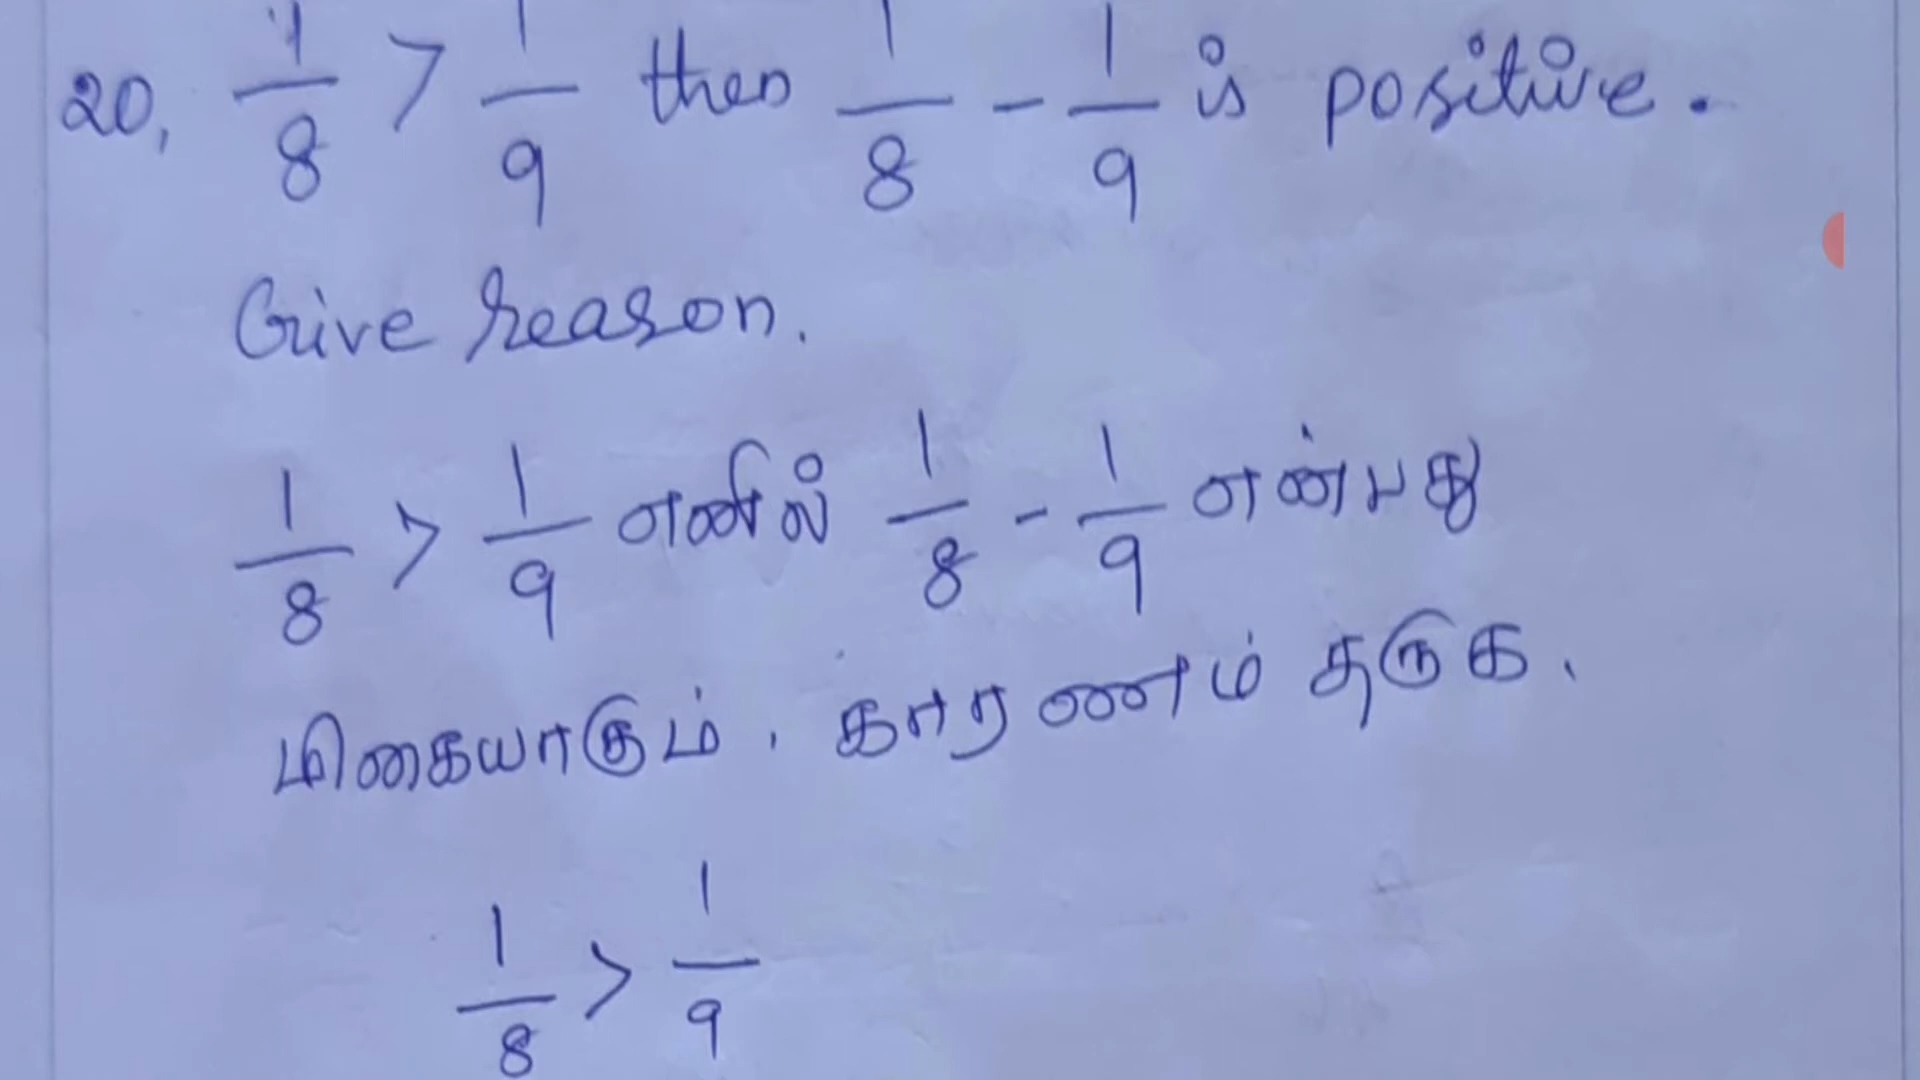 20, 1/8 > 1/9 then 1/8 - 1/9 is positive.
Give reason.
1/8 > 1/9 எனில் 1/8 - 1/9 என்பது
மிகையாகும். காரணம் தருக.
1/8 > 1/9